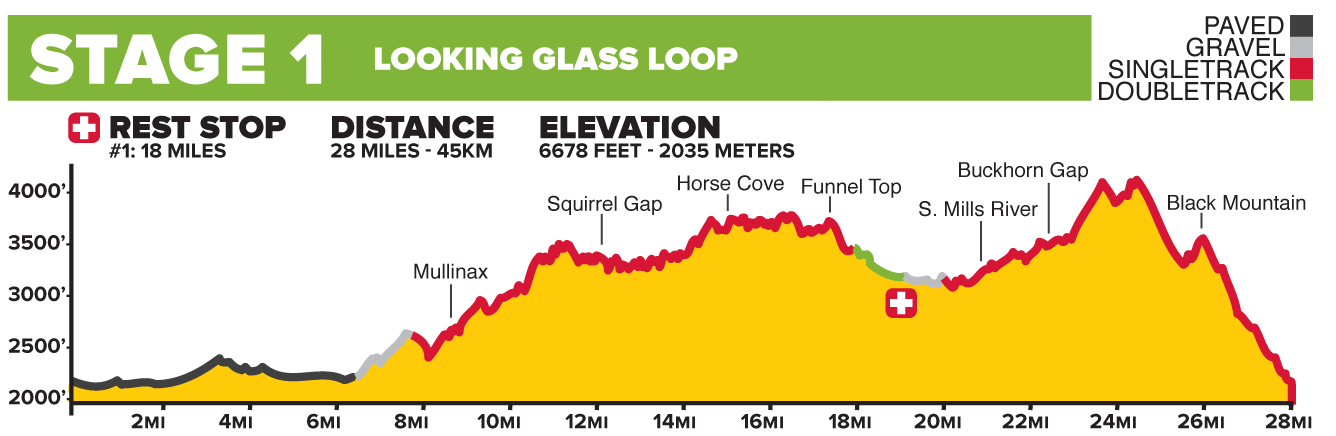 STAGE 1 LOOKING GLASS LOOP
PAVED
GRAVEL
SINGLETRACK
DOUBLETRACK
REST STOP
#1: 18 MILES
DISTANCE
28 MILES - 45KM
ELEVATION
6678 FEET - 2035 METERS
4000'
3500'
3000'
2500'
2000'
Mullinax
Squirrel Gap
Horse Cove
Funnel Top
S. Mills River
Buckhorn Gap
Black Mountain
2MI 4MI 6MI 8MI 10MI 12MI 14MI 16MI 18MI 20MI 22MI 24MI 26MI 28MI